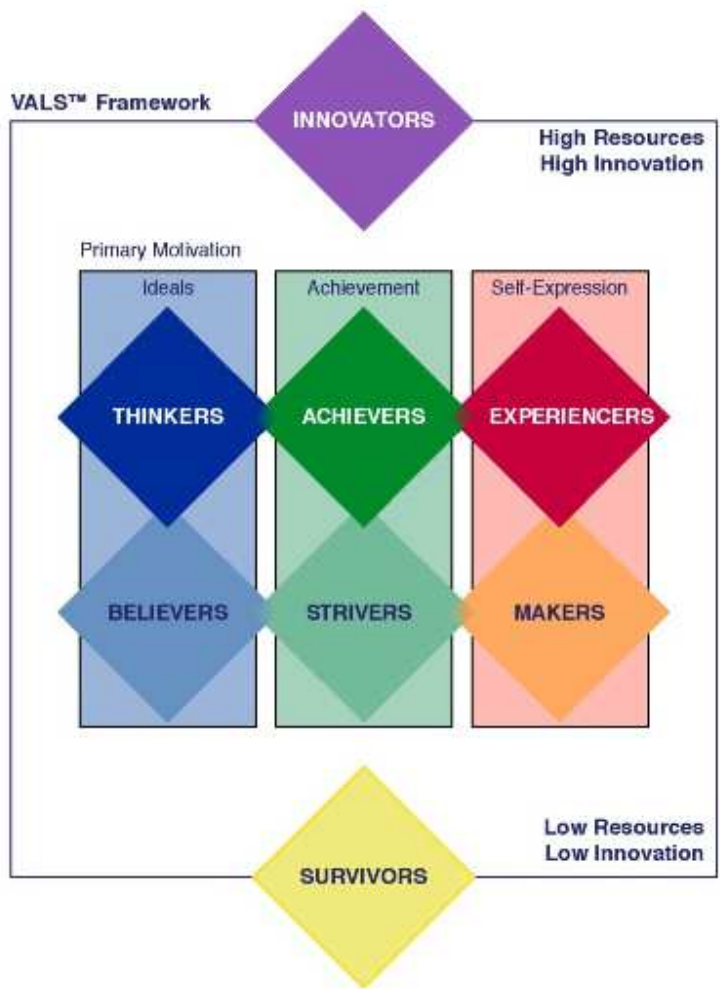 VALS™ Framework
INNOVATORS
High Resources
High Innovation
Primary Motivation
Ideals
Achievement
Self-Expression
THINKERS
ACHIEVERS
EXPERIENCERS
BELIEVERS
STRIVERS
MAKERS
Low Resources
Low Innovation
SURVIVORS